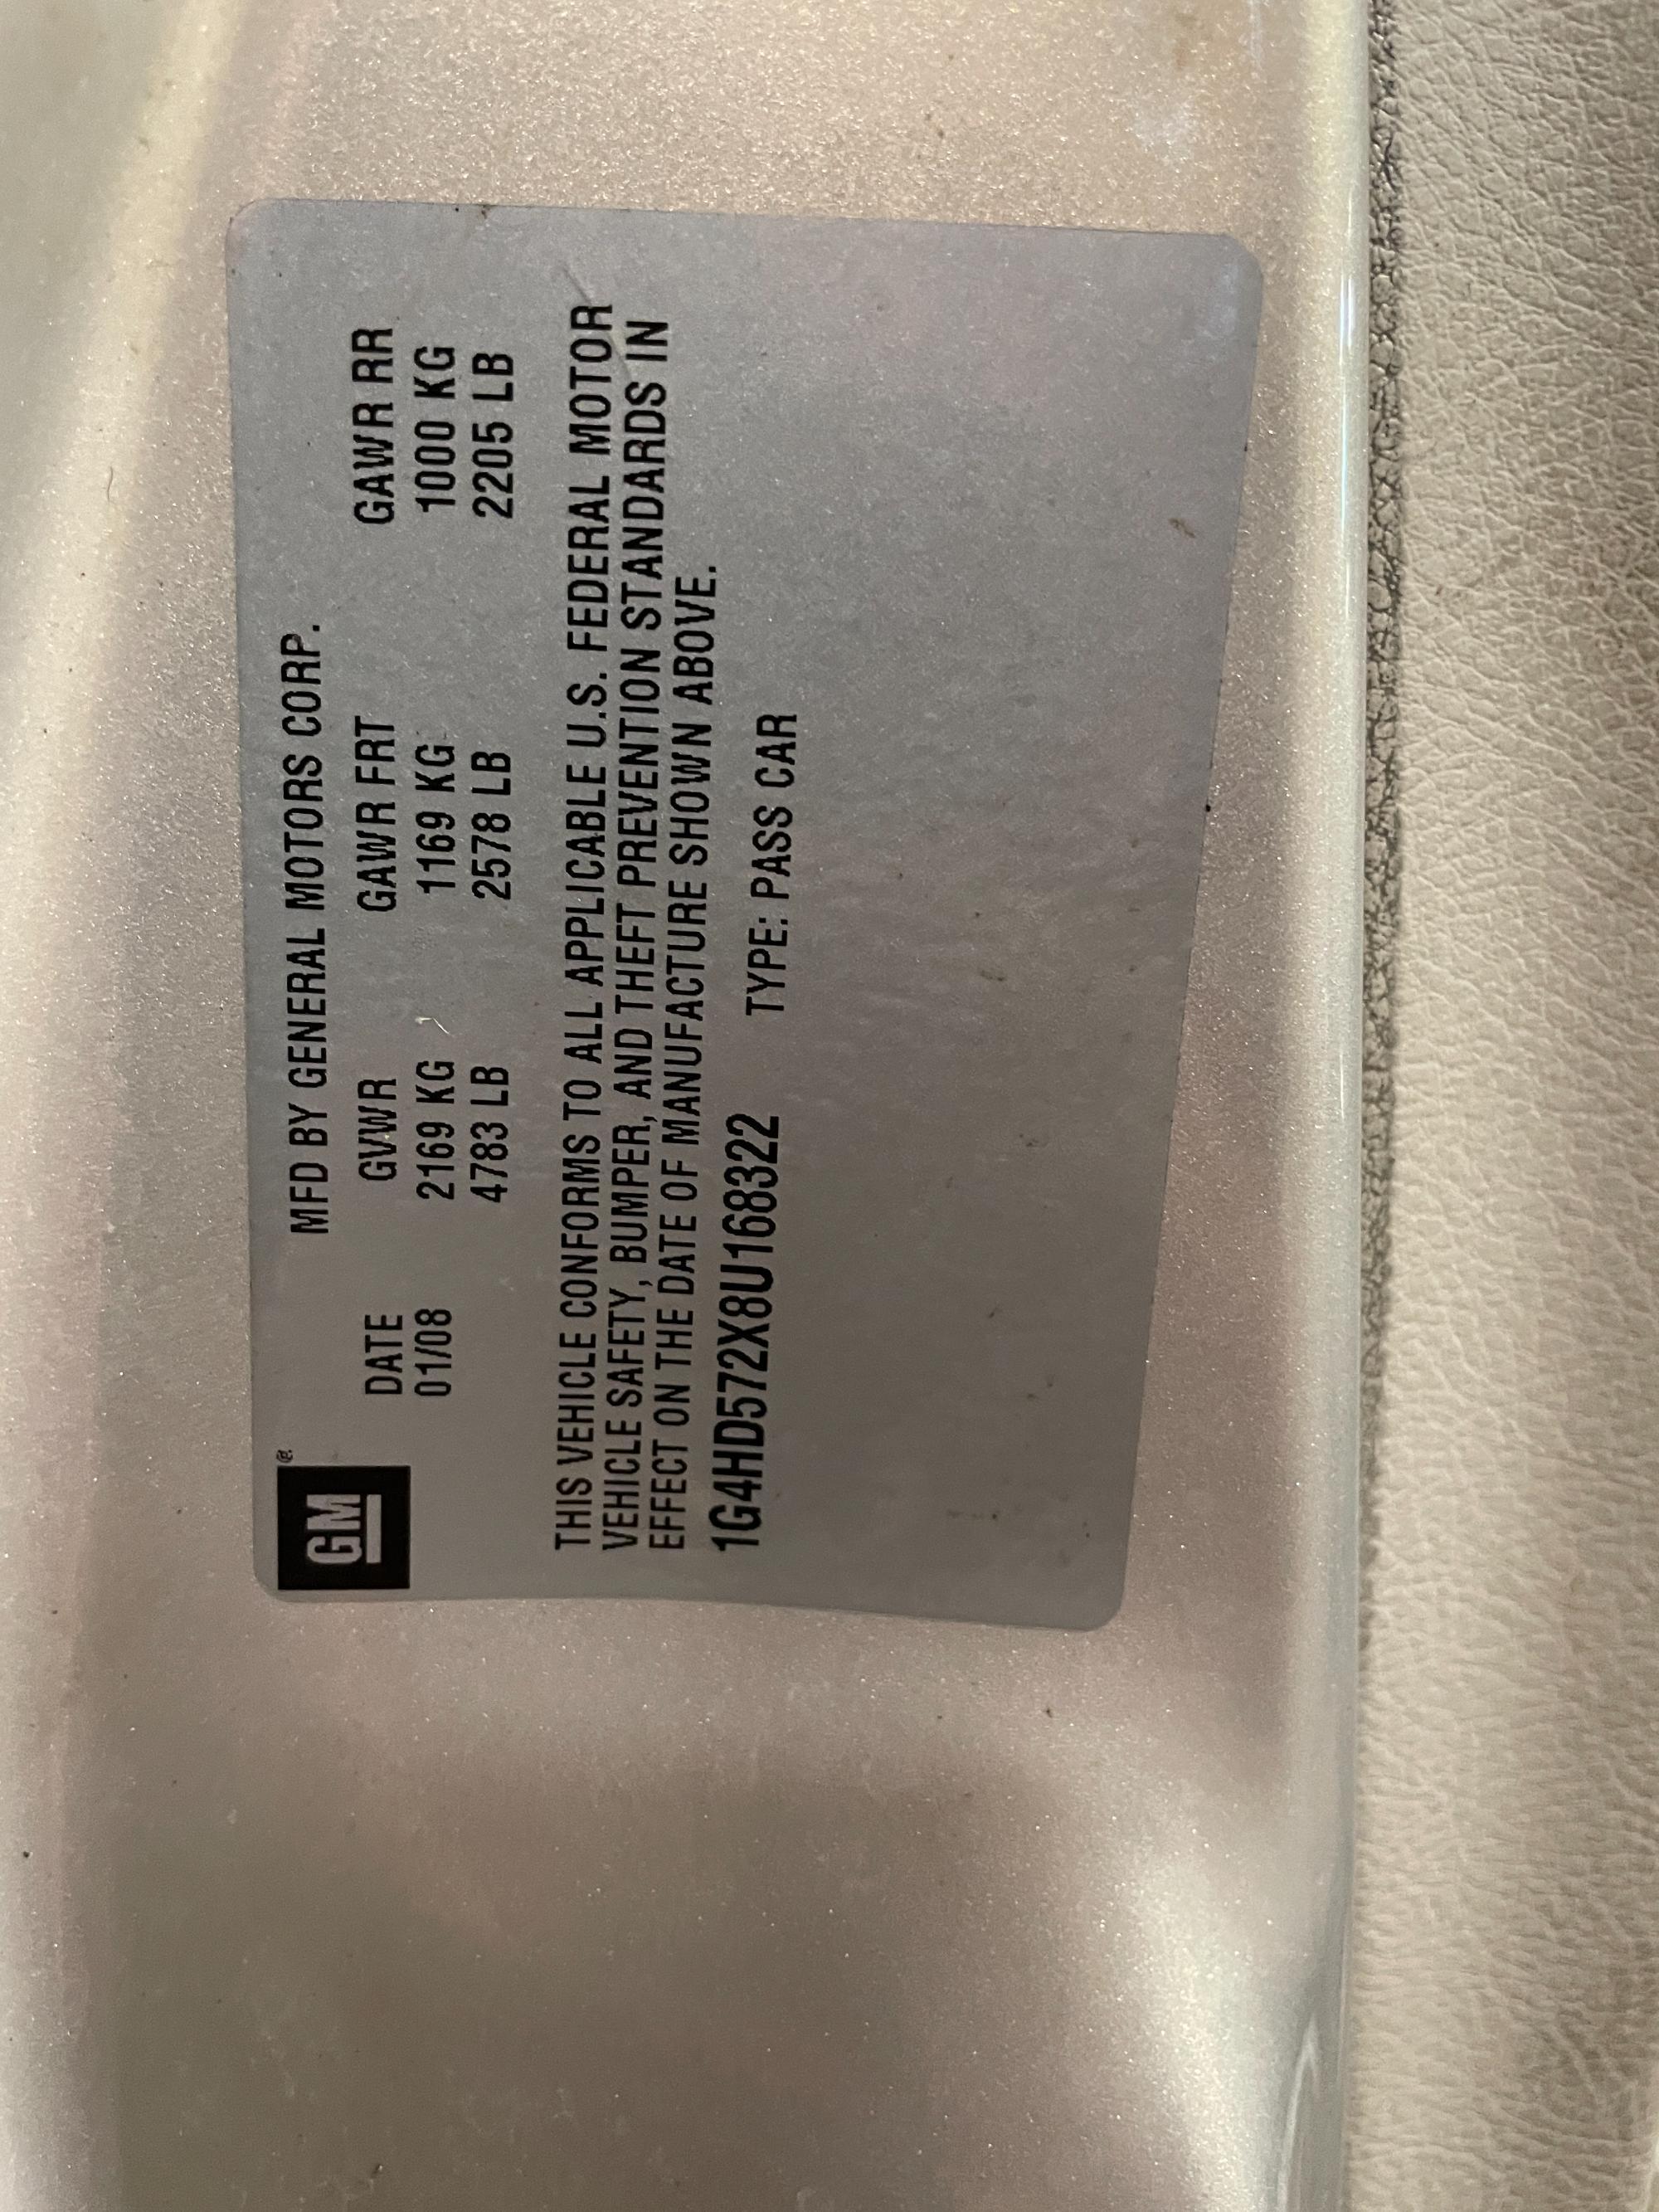 GM®
MFD BY GENERAL MOTORS CORP.
DATE GVWR GAWR FRT GAWR RR
01/08 2169 KG 1169 KG 1000 KG
4783 LB 2578 LB 2205 LB
THIS VEHICLE CONFORMS TO ALL APPLICABLE U.S. FEDERAL MOTOR
VEHICLE SAFETY, BUMPER, AND THEFT PREVENTION STANDARDS IN
EFFECT ON THE DATE OF MANUFACTURE SHOWN ABOVE.
1G4HD572X8U168322 TYPE: PASS CAR